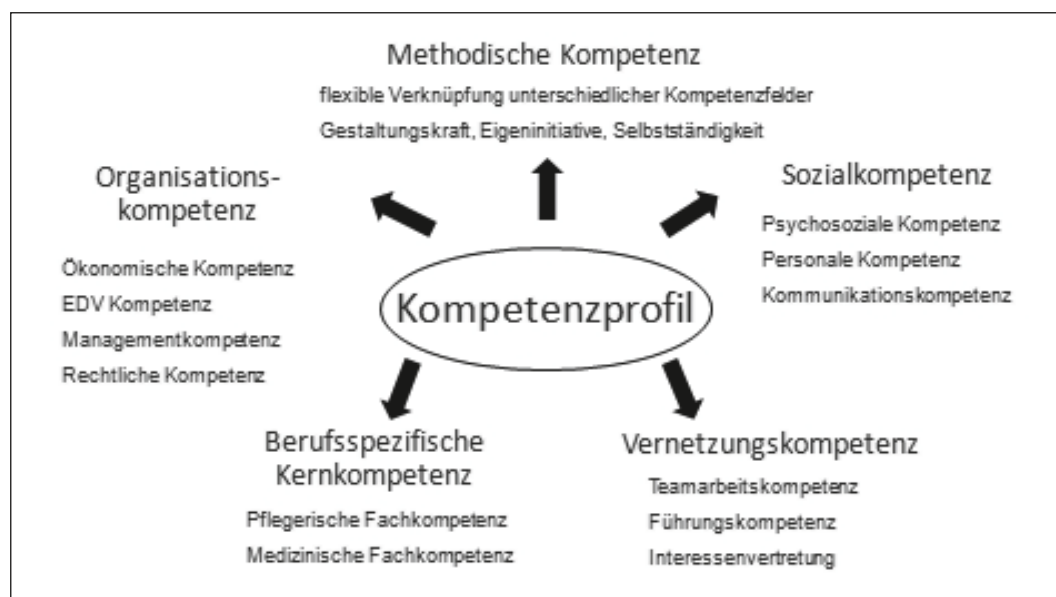 Methodische Kompetenz
flexible Verknüpfung unterschiedlicher Kompetenzfelder
Gestaltungskraft, Eigeninitiative, Selbstständigkeit
Organisations-
kompetenz
Ökonomische Kompetenz
EDV Kompetenz
Managementkompetenz
Rechtliche Kompetenz
Sozialkompetenz
Psychosoziale Kompetenz
Personale Kompetenz
Kommunikationskompetenz
Kompetenzprofil
Berufsspezifische
Kernkompetenz
Pflegerische Fachkompetenz
Medizinische Fachkompetenz
Vernetzungskompetenz
Teamarbeitskompetenz
Führungskompetenz
Interessenvertretung